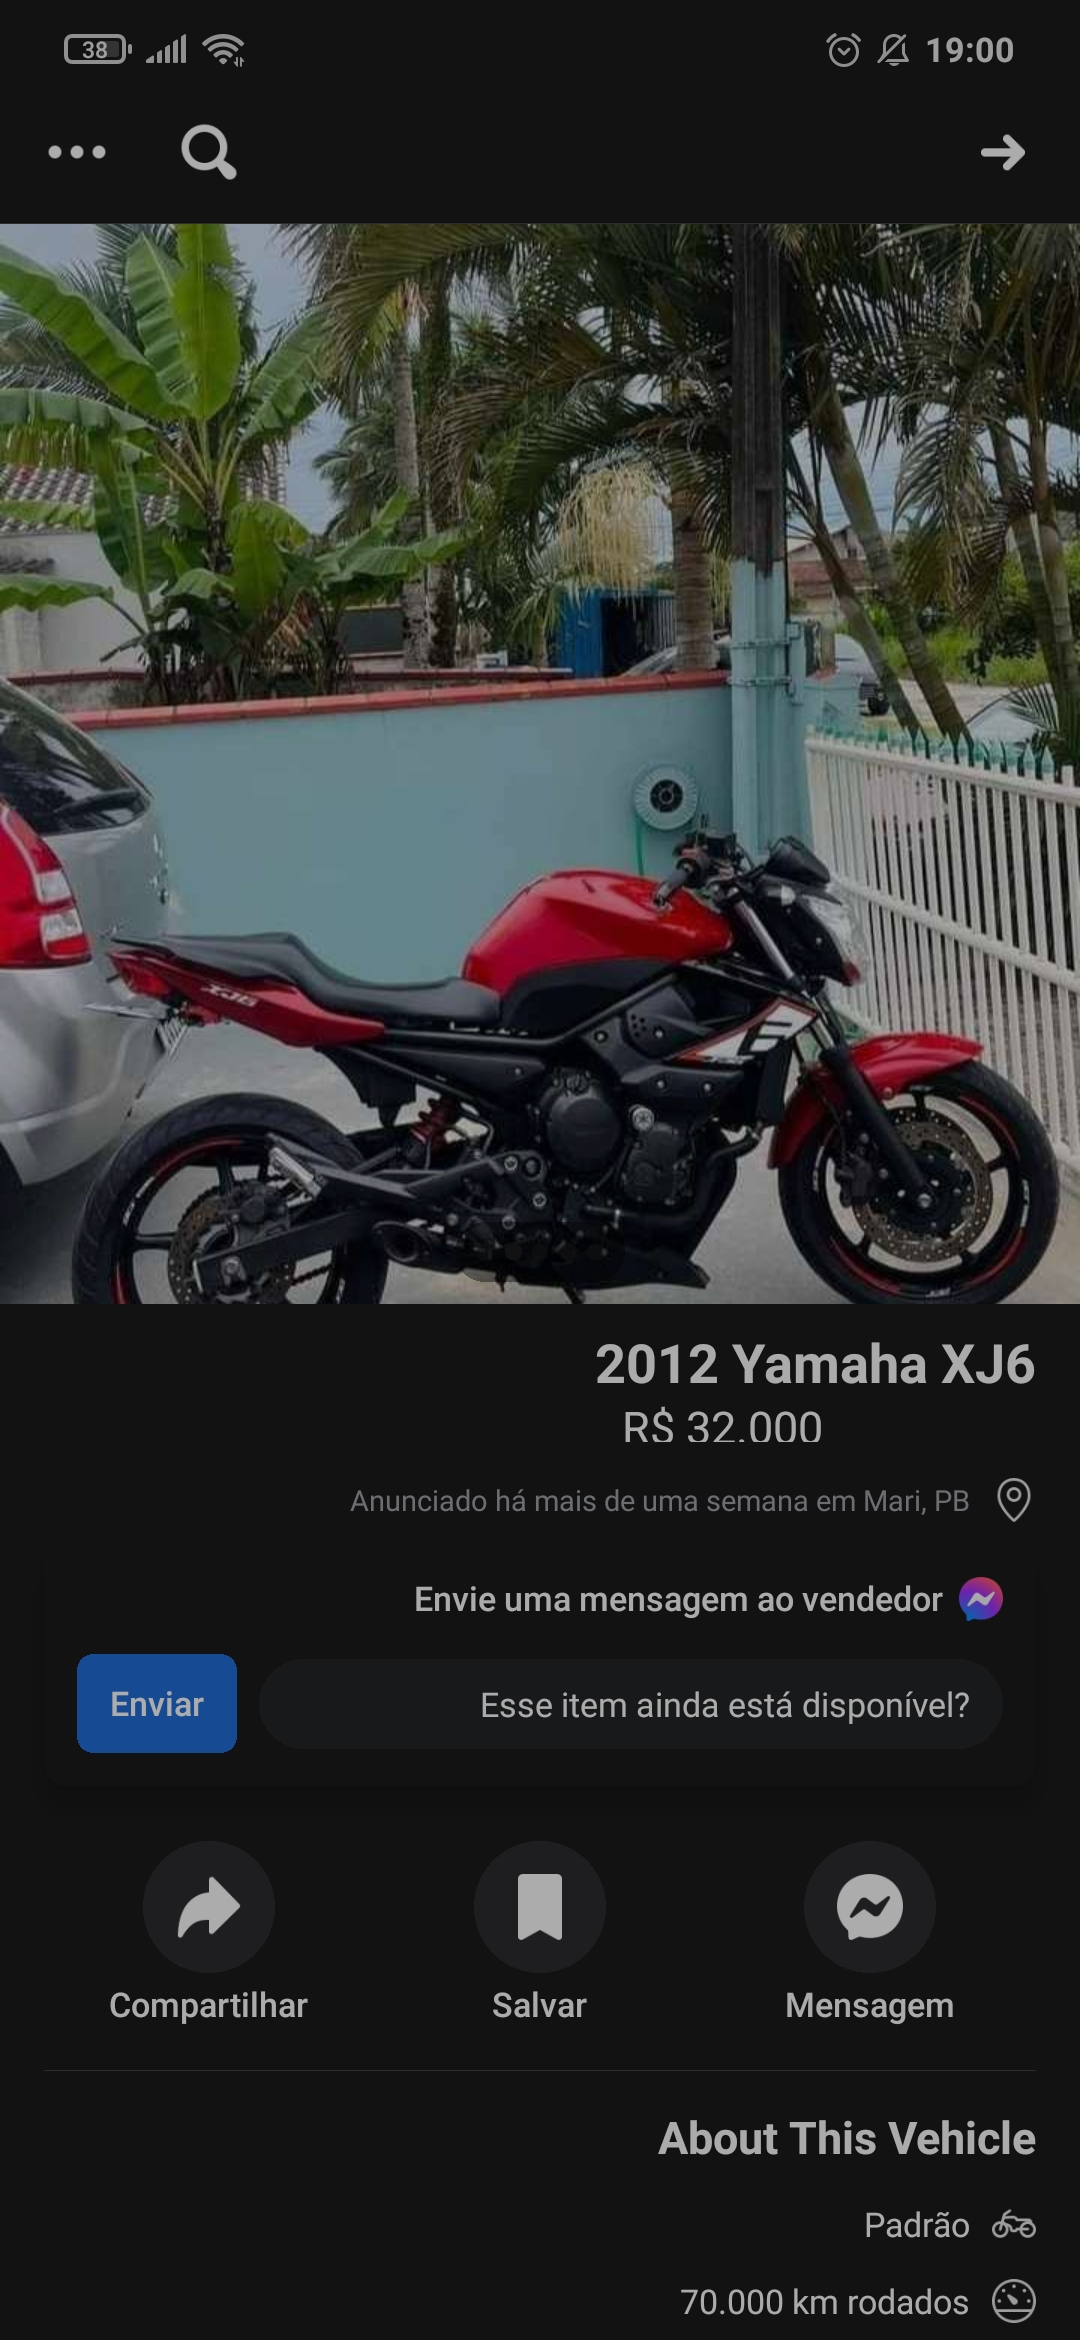 38
19:00
XJ6
2012 Yamaha XJ6
R$ 32.000
Anunciado há mais de uma semana em Mari, PB
Envie uma mensagem ao vendedor
Enviar
Esse item ainda está disponível?
Compartilhar
Salvar
Mensagem
About This Vehicle
Padrão
70.000 km rodados